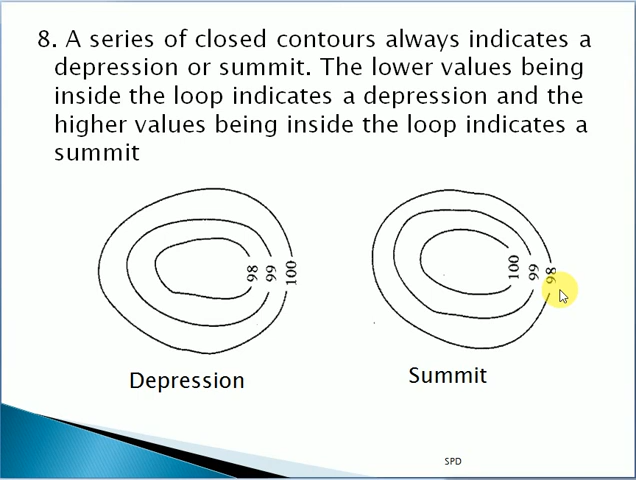 8. A series of closed contours always indicates a
depression or summit. The lower values being
inside the loop indicates a depression and the
higher values being inside the loop indicates a
summit
98 99 100
100 99 98
Depression
Summit
SPD